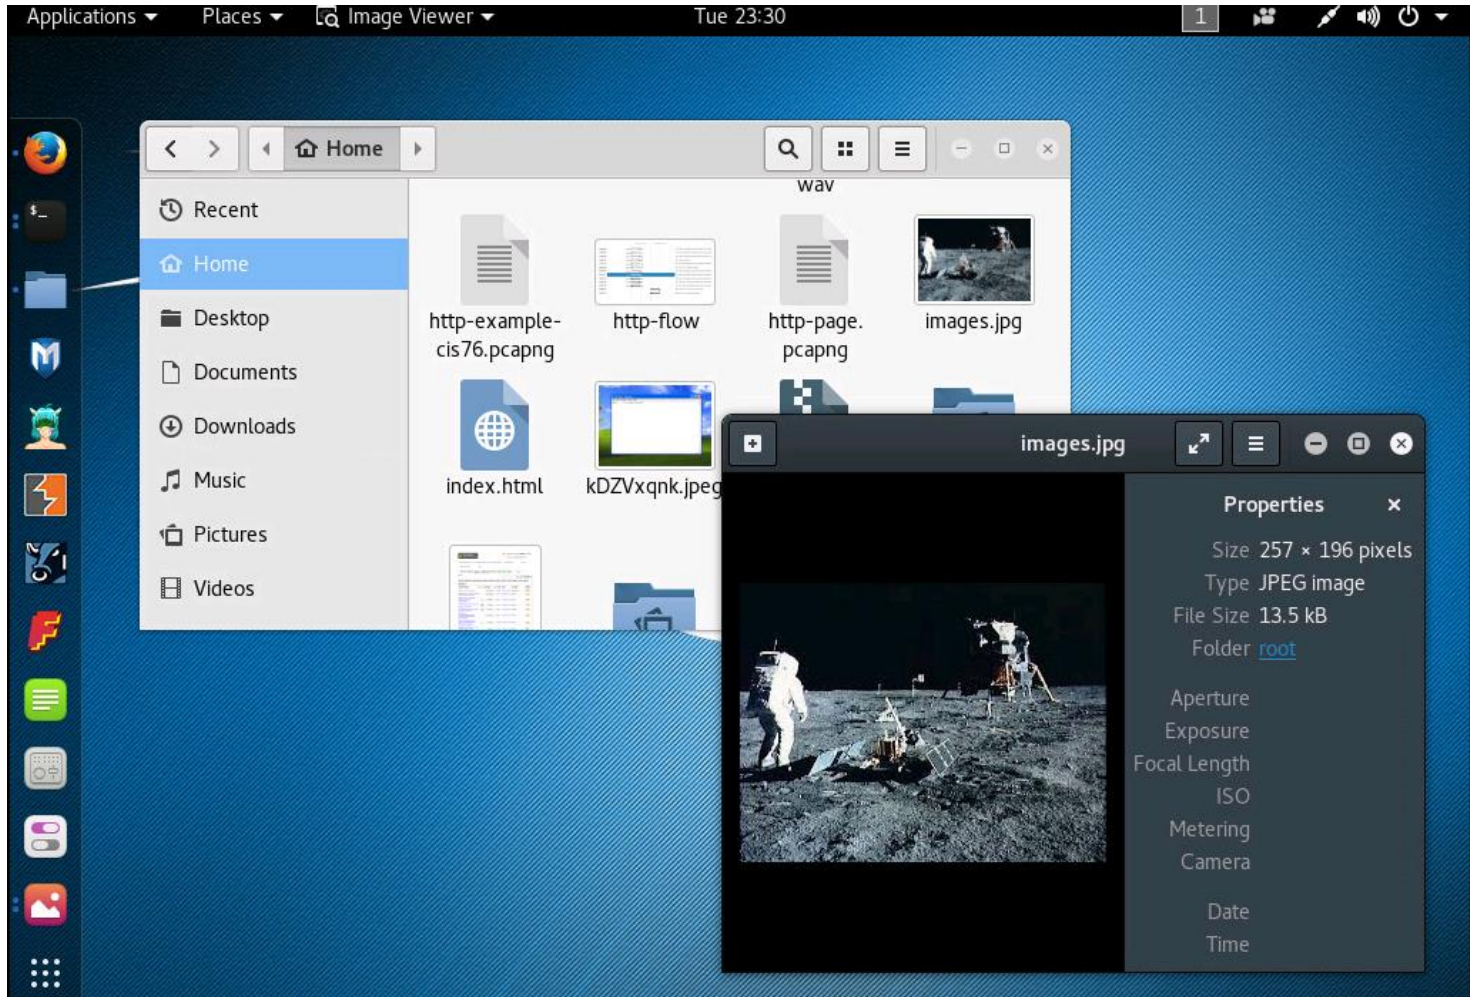 Applications Places Image Viewer Tue 23:30 1
Home
wav
Recent
Home
Desktop
Documents
Downloads
Music
Pictures
Videos
http-example-
cis76.pcapng
http-flow
http-page.
pcapng
images.jpg
index.html
kDZVxqnk.jpeg
images.jpg
Properties
Size 257 × 196 pixels
Type JPEG image
File Size 13.5 kB
Folder root
Aperture
Exposure
Focal Length
ISO
Metering
Camera
Date
Time
$_